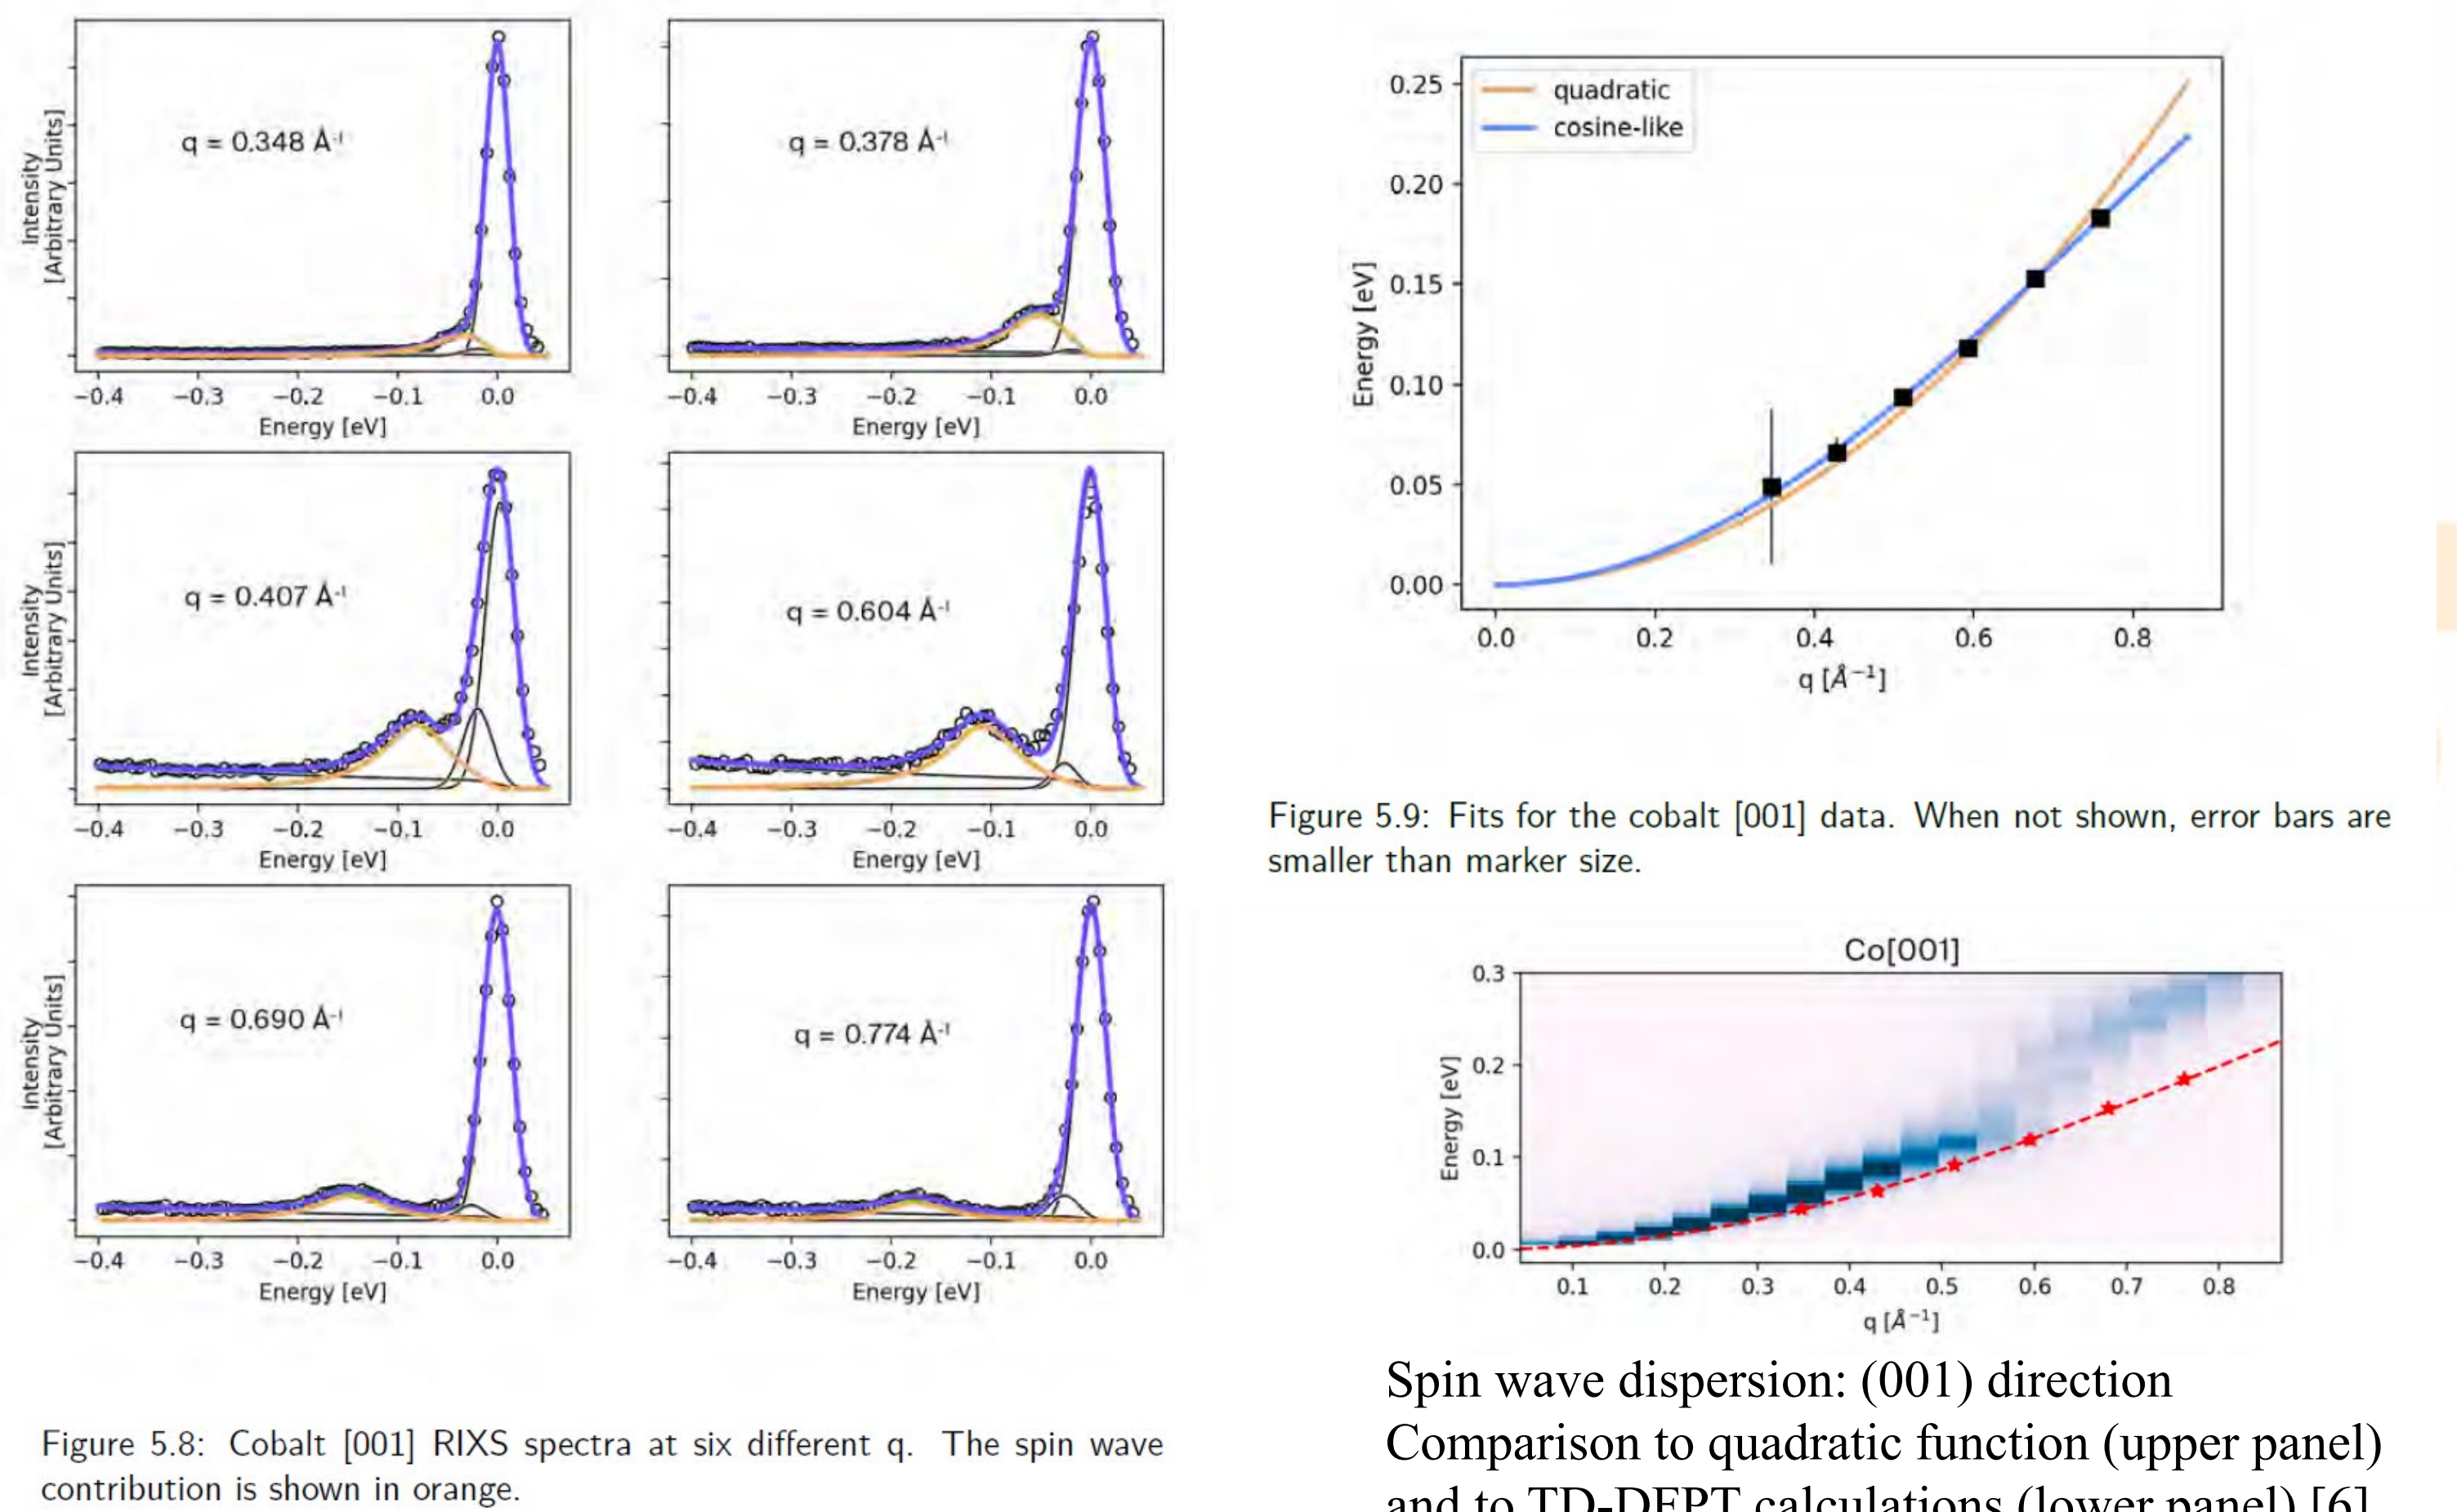 Intensity
[Arbitrary Units]
q = 0.348 Å⁻¹
−0.4 −0.3 −0.2 −0.1 0.0
Energy [eV]
q = 0.378 Å⁻¹
−0.4 −0.3 −0.2 −0.1 0.0
Energy [eV]
Intensity
[Arbitrary Units]
q = 0.407 Å⁻¹
−0.4 −0.3 −0.2 −0.1 0.0
Energy [eV]
q = 0.604 Å⁻¹
−0.4 −0.3 −0.2 −0.1 0.0
Energy [eV]
Intensity
[Arbitrary Units]
q = 0.690 Å⁻¹
−0.4 −0.3 −0.2 −0.1 0.0
Energy [eV]
q = 0.774 Å⁻¹
−0.4 −0.3 −0.2 −0.1 0.0
Energy [eV]
Figure 5.8: Cobalt [001] RIXS spectra at six different q. The spin wave
contribution is shown in orange.
quadratic
cosine-like
Energy [eV]
0.25
0.20
0.15
0.10
0.05
0.00
0.0 0.2 0.4 0.6 0.8
q [Å⁻¹]
Figure 5.9: Fits for the cobalt [001] data. When not shown, error bars are
smaller than marker size.
Co[001]
Energy [eV]
0.3
0.2
0.1
0.0
0.1 0.2 0.3 0.4 0.5 0.6 0.7 0.8
q [Å⁻¹]
Spin wave dispersion: (001) direction
Comparison to quadratic function (upper panel)
and to TD-DFPT calculations (lower panel) [6]